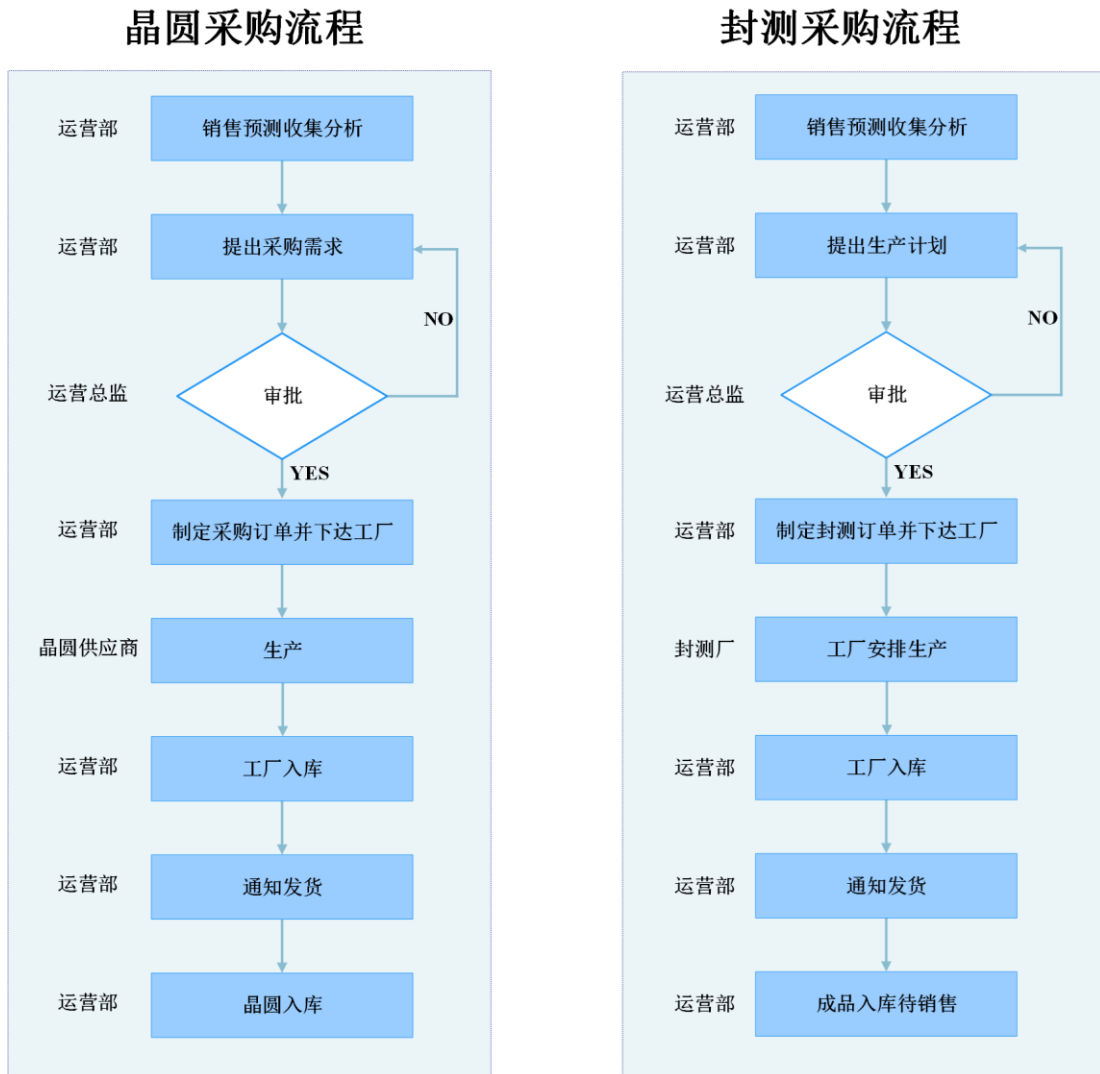 晶圆采购流程
运营部
销售预测收集分析
运营部
提出采购需求
NO
运营总监
审批
YES
运营部
制定采购订单并下达工厂
晶圆供应商
生产
运营部
工厂入库
运营部
通知发货
运营部
晶圆入库
封测采购流程
运营部
销售预测收集分析
运营部
提出生产计划
NO
运营总监
审批
YES
运营部
制定封测订单并下达工厂
封测厂
工厂安排生产
运营部
工厂入库
运营部
通知发货
运营部
成品入库待销售